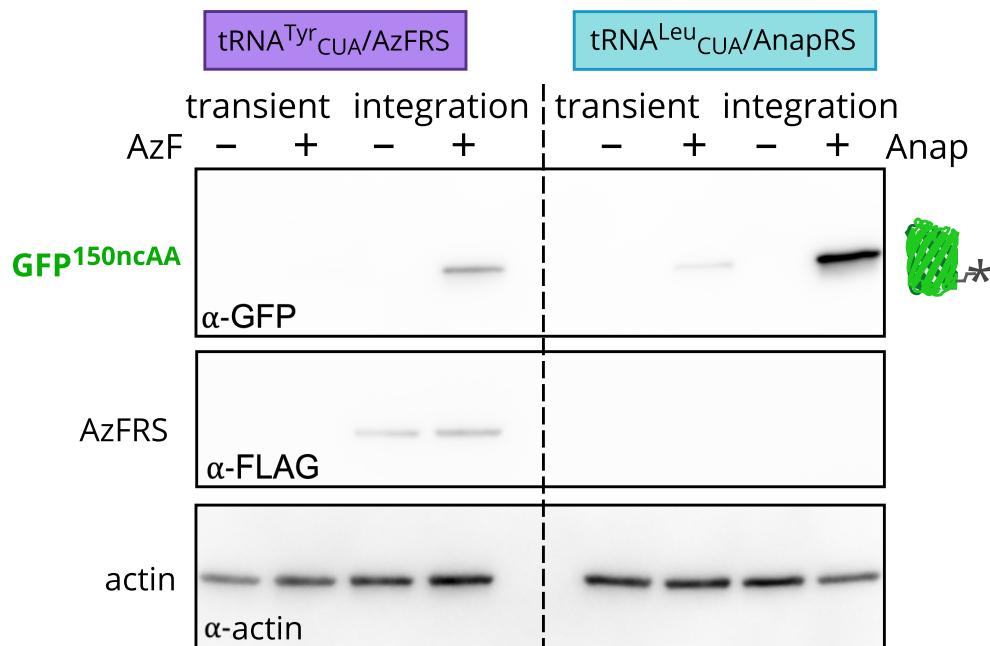 tRNATyrCUA/AzFRS tRNALeuCUA/AnapRS
transient integration transient integration
AzF − + − + − + − + Anap
GFP150ncAA
*
α-GFP
AzFRS
α-FLAG
actin
α-actin